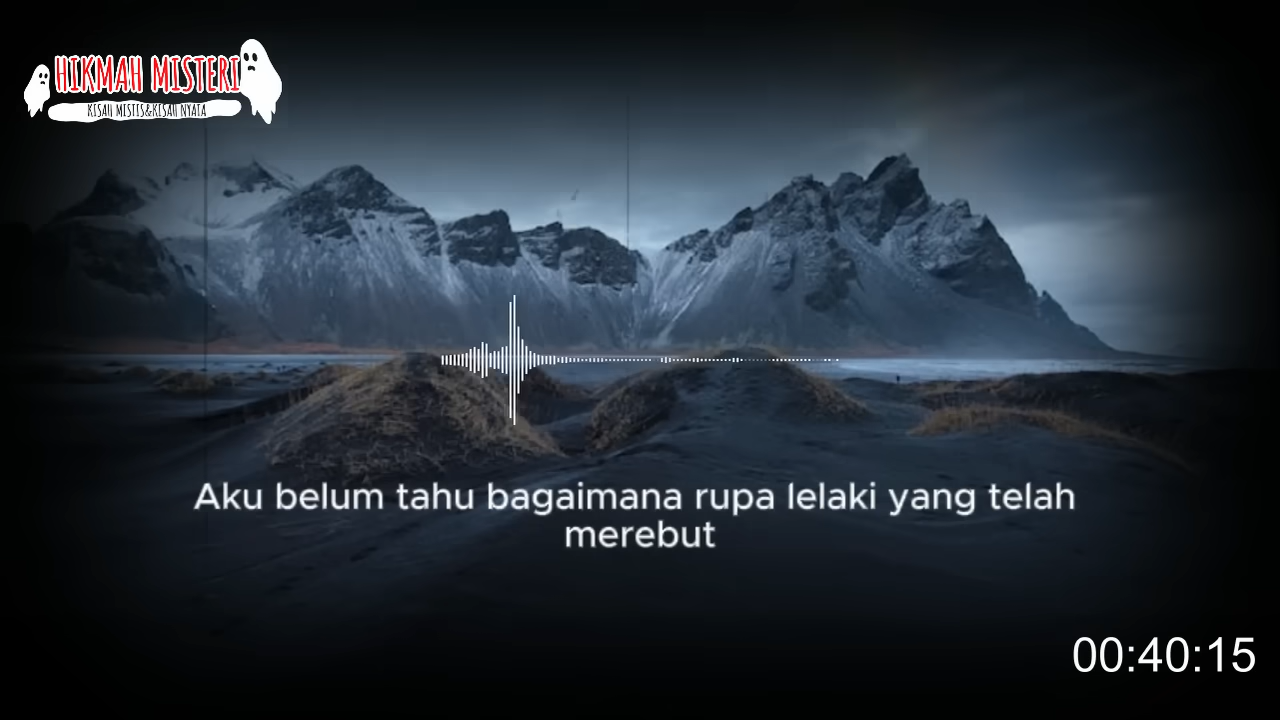 HIKMAH MISTERI
KISAH MISTIS&KISAH NYATA
Aku belum tahu bagaimana rupa lelaki yang telah
merebut
00:40:15